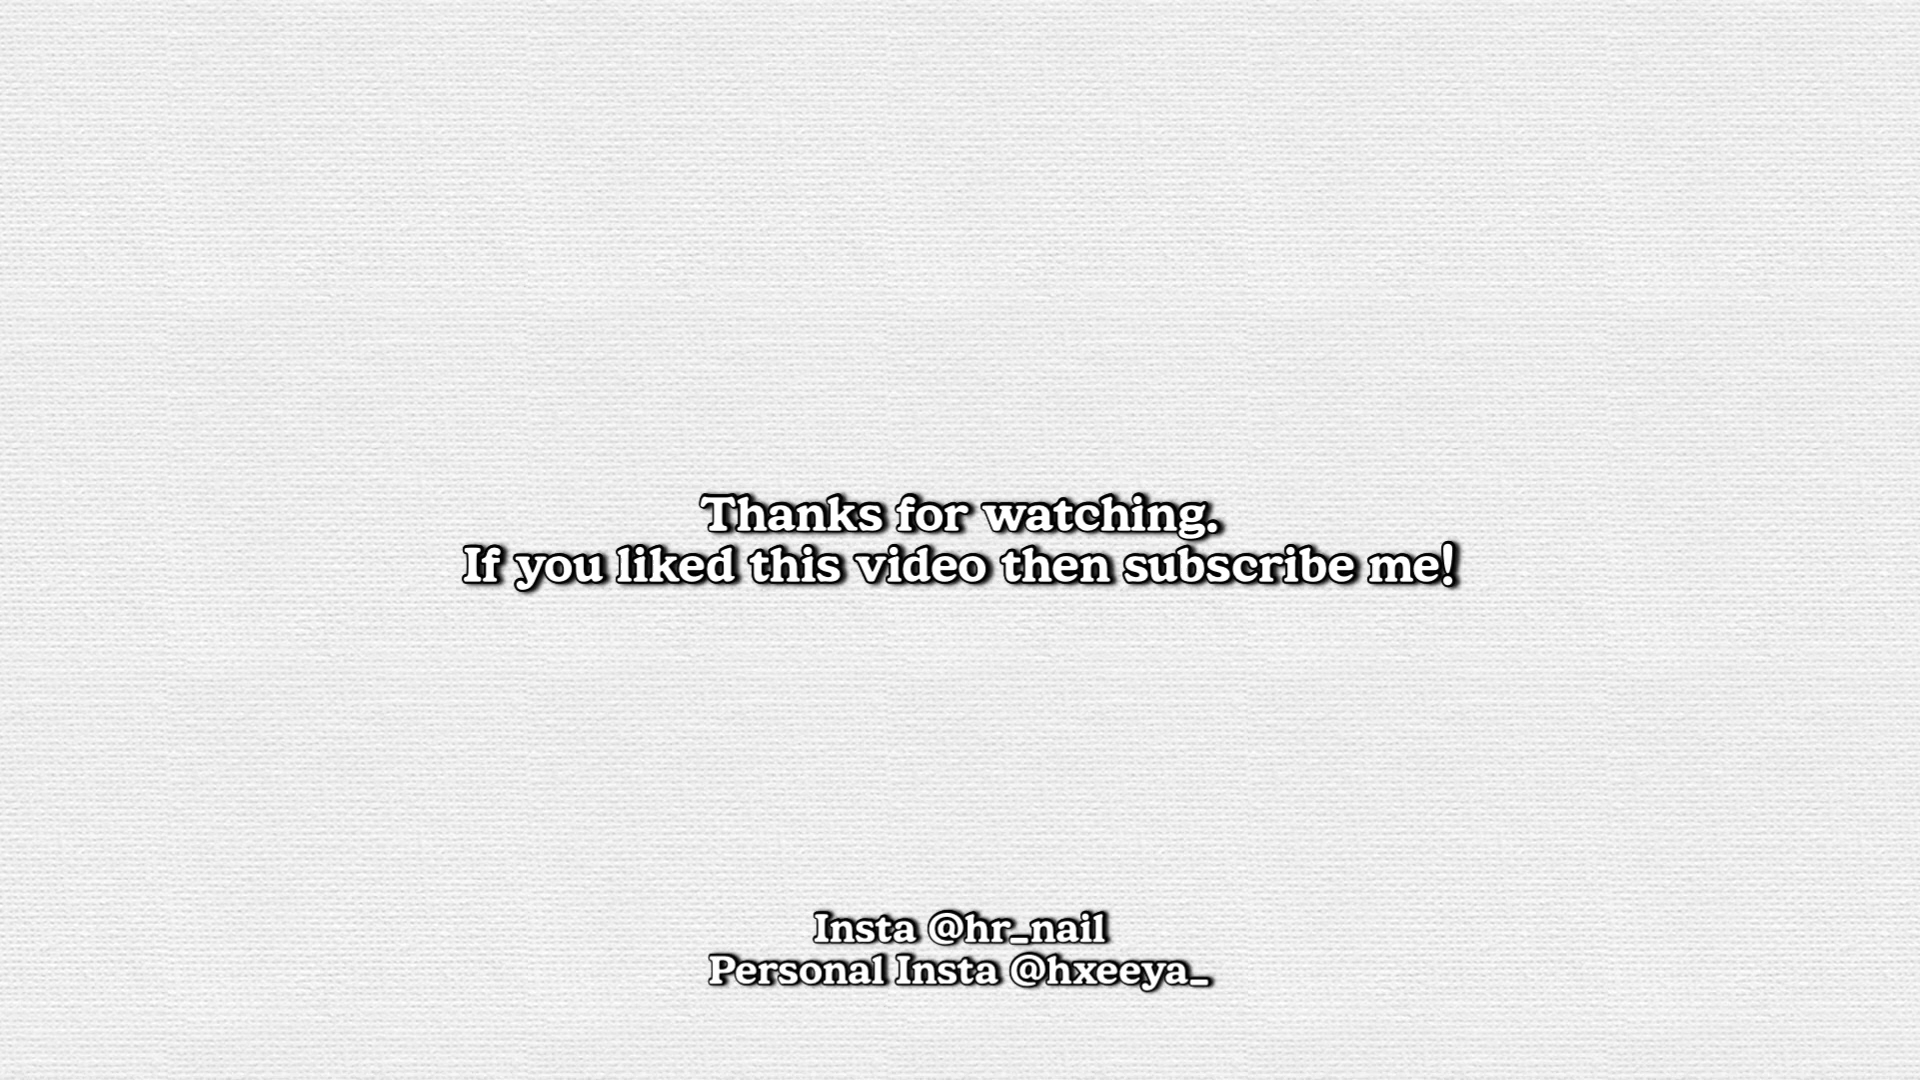 Thanks for watching.
If you liked this video then subscribe me!
Insta @hr_nail
Personal Insta @hxeeya_